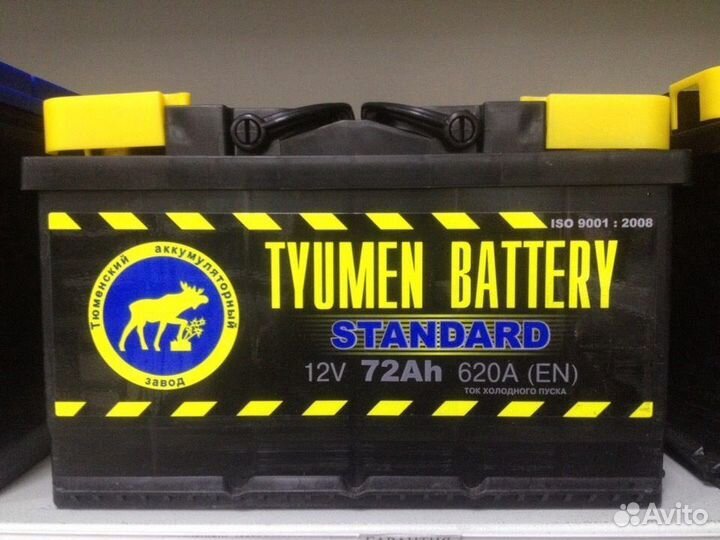 ISO 9001 : 2008
Тюменский аккумуляторный
завод
TYUMEN BATTERY
STANDARD
12V 72Ah 620A (EN)
ТОК ХОЛОДНОГО ПУСКА
Avito